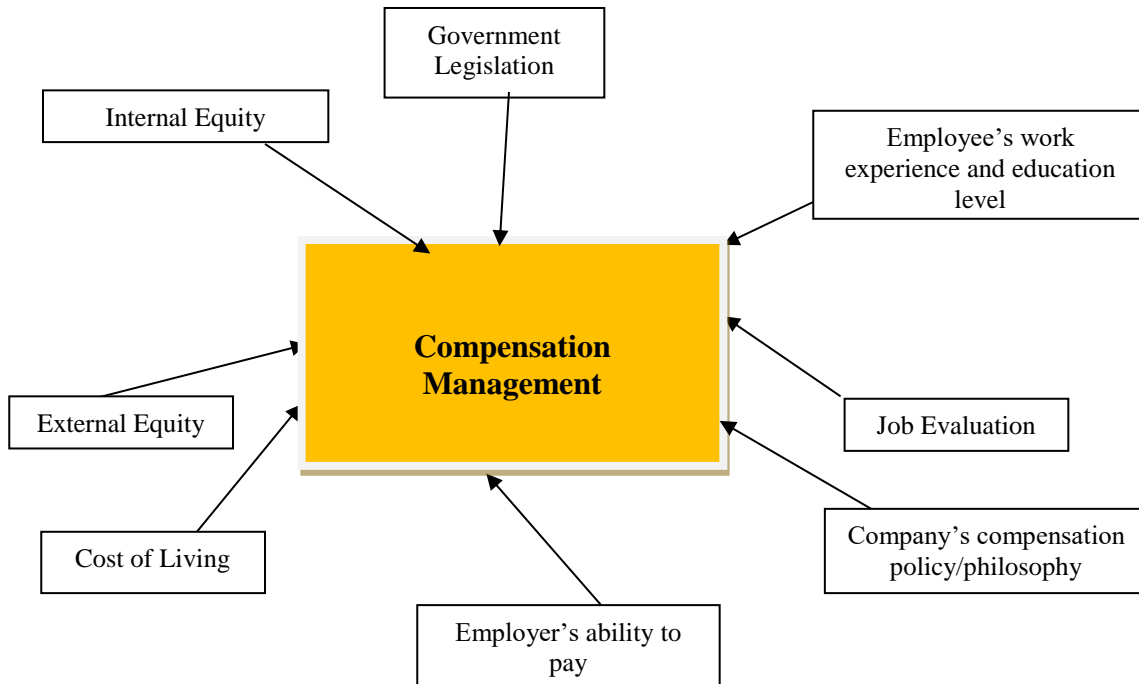 Government
Legislation
Internal Equity
Employee’s work
experience and education
level
Compensation
Management
External Equity
Job Evaluation
Cost of Living
Company’s compensation
policy/philosophy
Employer’s ability to
pay